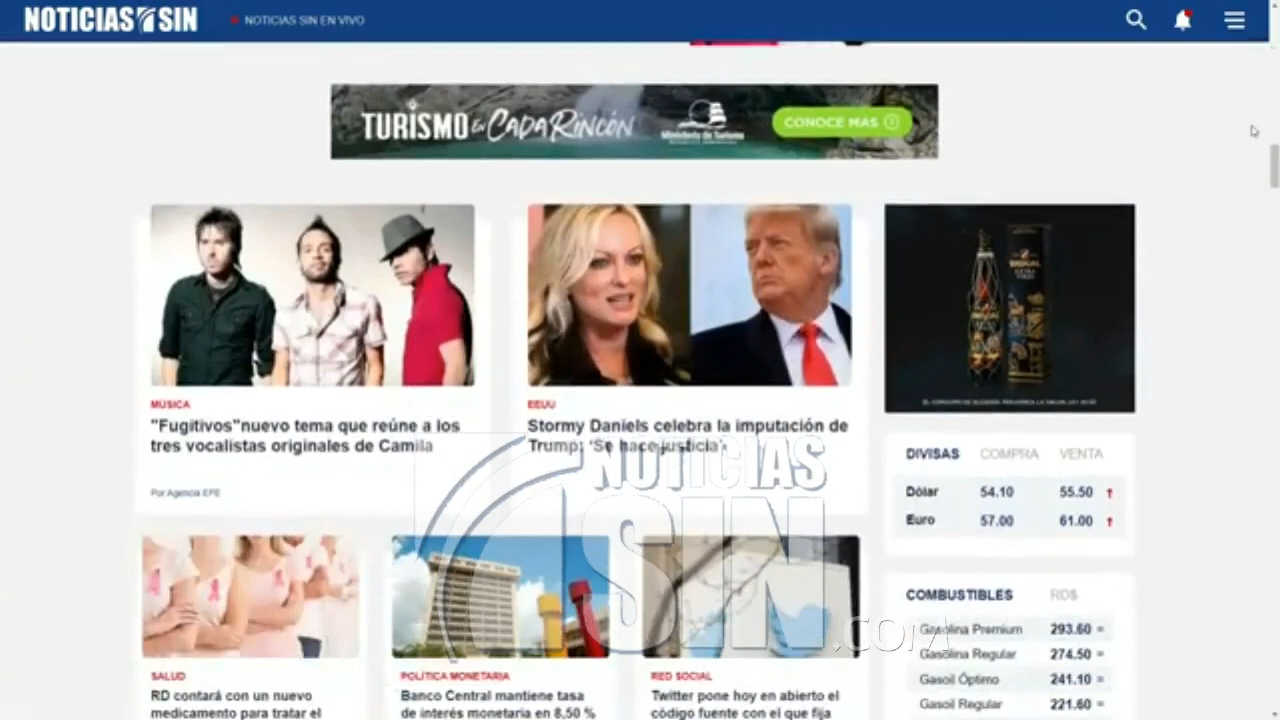 NOTICIAS SIN
NOTICIAS SIN EN VIVO
TURISMO en CADA RINCÓN
Ministerio de Turismo
CONOCE MAS
MÚSICA
"Fugitivos"nuevo tema que reúne a los
tres vocalistas originales de Camila
Por Agencia EFE
EEUU
Stormy Daniels celebra la imputación de
Trump: 'Se hace justicia'
DIVISAS COMPRA VENTA
Dólar 54.10 55.50
Euro 57.00 61.00
NOTICIAS
SIN
.com
COMBUSTIBLES RD$
Gasolina Premium 293.60 =
Gasolina Regular 274.50 =
Gasoil Óptimo 241.10 =
Gasoil Regular 221.60 =
SALUD
RD contará con un nuevo
medicamento para tratar el
POLÍTICA MONETARIA
Banco Central mantiene tasa
de interés monetaria en 8,50 %
RED SOCIAL
Twitter pone hoy en abierto el
código fuente con el que fija